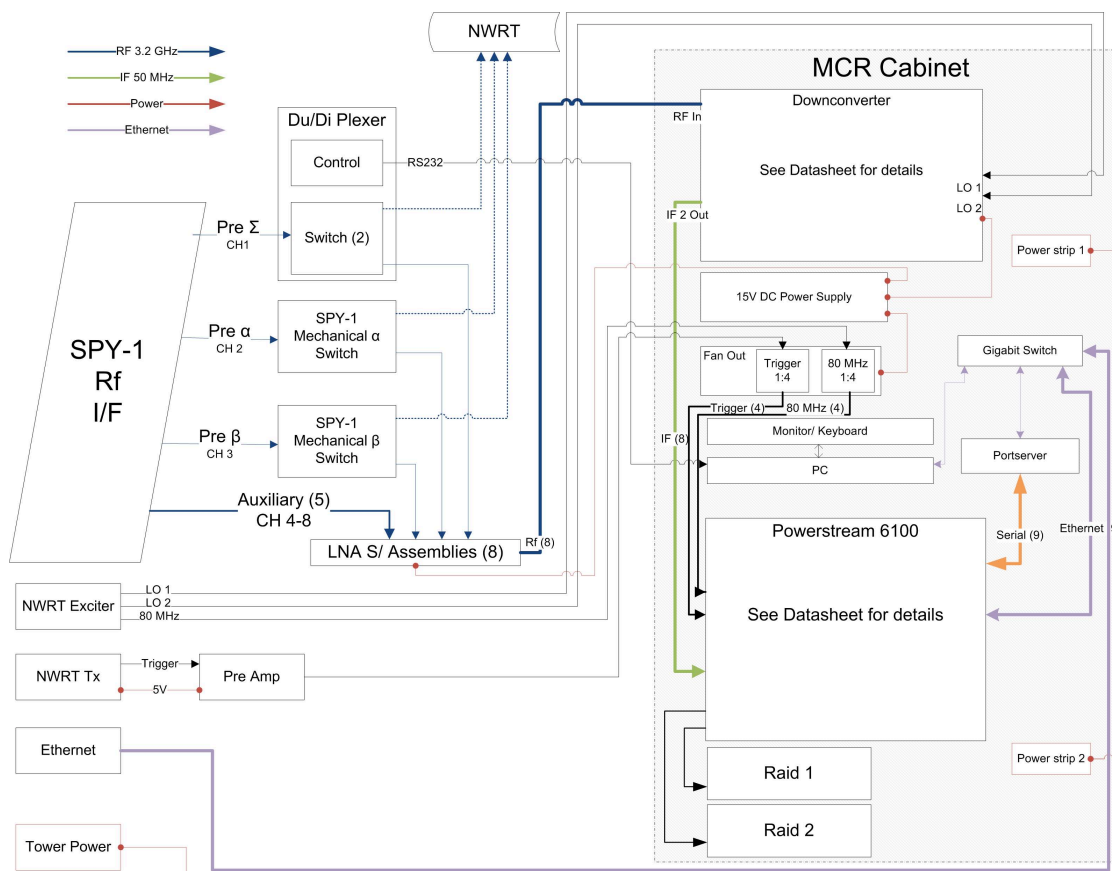 NWRT
RF 3.2 GHz
IF 50 MHz
Power
Ethernet
MCR Cabinet
Downconverter
RF In
See Datasheet for details
LO 1
LO 2
IF 2 Out
Du/Di Plexer
Control
RS232
Switch (2)
Pre Σ
CH1
Power strip 1
15V DC Power Supply
SPY-1
Rf
I/F
Pre α
CH 2
SPY-1
Mechanical α
Switch
Fan Out
Trigger
1:4
80 MHz
1:4
Gigabit Switch
Trigger (4)
80 MHz (4)
Pre β
CH 3
SPY-1
Mechanical β
Switch
IF (8)
Monitor/ Keyboard
PC
Portserver
Auxiliary (5)
CH 4-8
LNA S/ Assemblies (8)
Rf (8)
Powerstream 6100
See Datasheet for details
Serial (9)
Ethernet
NWRT Exciter
LO 1
LO 2
80 MHz
NWRT Tx
Trigger
5V
Pre Amp
Ethernet
Raid 1
Raid 2
Power strip 2
Tower Power